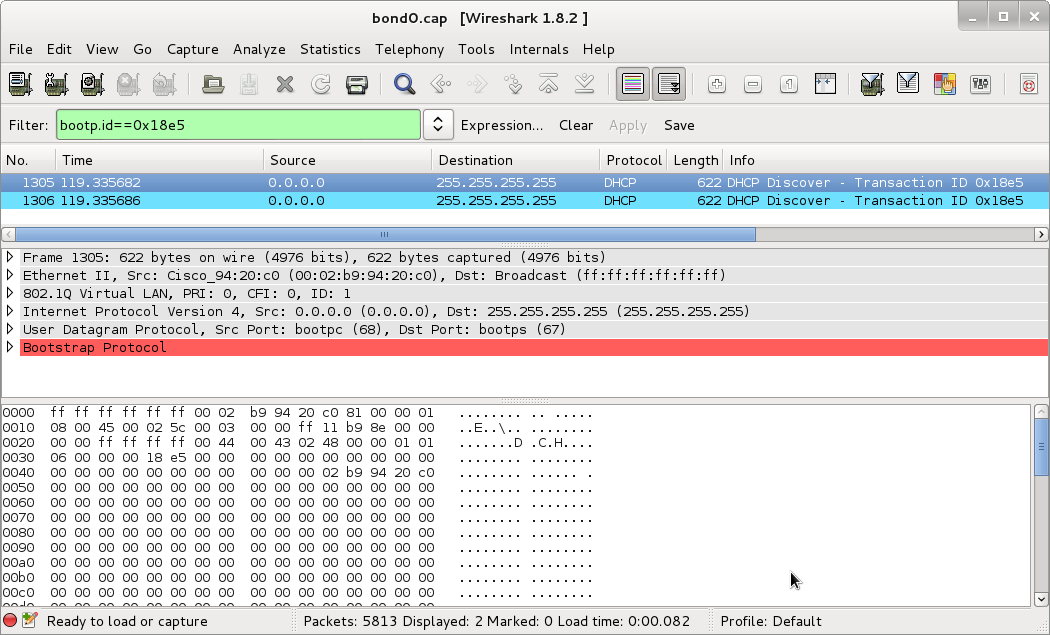 bond0.cap   [Wireshark 1.8.2 ]
File Edit View Go Capture Analyze Statistics Telephony Tools Internals Help
Filter: bootp.id==0x18e5 Expression... Clear Apply Save
No. Time Source Destination Protocol Length Info
1305 119.335682 0.0.0.0 255.255.255.255 DHCP 622 DHCP Discover - Transaction ID 0x18e5
1306 119.335686 0.0.0.0 255.255.255.255 DHCP 622 DHCP Discover - Transaction ID 0x18e5
Frame 1305: 622 bytes on wire (4976 bits), 622 bytes captured (4976 bits)
Ethernet II, Src: Cisco_94:20:c0 (00:02:b9:94:20:c0), Dst: Broadcast (ff:ff:ff:ff:ff:ff)
802.1Q Virtual LAN, PRI: 0, CFI: 0, ID: 1
Internet Protocol Version 4, Src: 0.0.0.0 (0.0.0.0), Dst: 255.255.255.255 (255.255.255.255)
User Datagram Protocol, Src Port: bootpc (68), Dst Port: bootps (67)
Bootstrap Protocol
0000  ff ff ff ff ff ff 00 02  b9 94 20 c0 81 00 00 01   ........ .. .....
0010  08 00 45 00 02 5c 00 03  00 00 ff 11 b9 8e 00 00   ..E..\.. ........
0020  00 00 ff ff ff ff 00 44  00 43 02 48 00 00 01 01   .......D .C.H....
0030  06 00 00 00 18 e5 00 00  00 00 00 00 00 00 00 00   ........ ........
0040  00 00 00 00 00 00 00 00  00 00 00 02 b9 94 20 c0   ........ ...... .
0050  00 00 00 00 00 00 00 00  00 00 00 00 00 00 00 00   ........ ........
0060  00 00 00 00 00 00 00 00  00 00 00 00 00 00 00 00   ........ ........
0070  00 00 00 00 00 00 00 00  00 00 00 00 00 00 00 00   ........ ........
0080  00 00 00 00 00 00 00 00  00 00 00 00 00 00 00 00   ........ ........
0090  00 00 00 00 00 00 00 00  00 00 00 00 00 00 00 00   ........ ........
00a0  00 00 00 00 00 00 00 00  00 00 00 00 00 00 00 00   ........ ........
00b0  00 00 00 00 00 00 00 00  00 00 00 00 00 00 00 00   ........ ........
00c0  00 00 00 00 00 00 00 00  00 00 00 00 00 00 00 00   ........ ........
Ready to load or capture Packets: 5813 Displayed: 2 Marked: 0 Load time: 0:00.082 Profile: Default